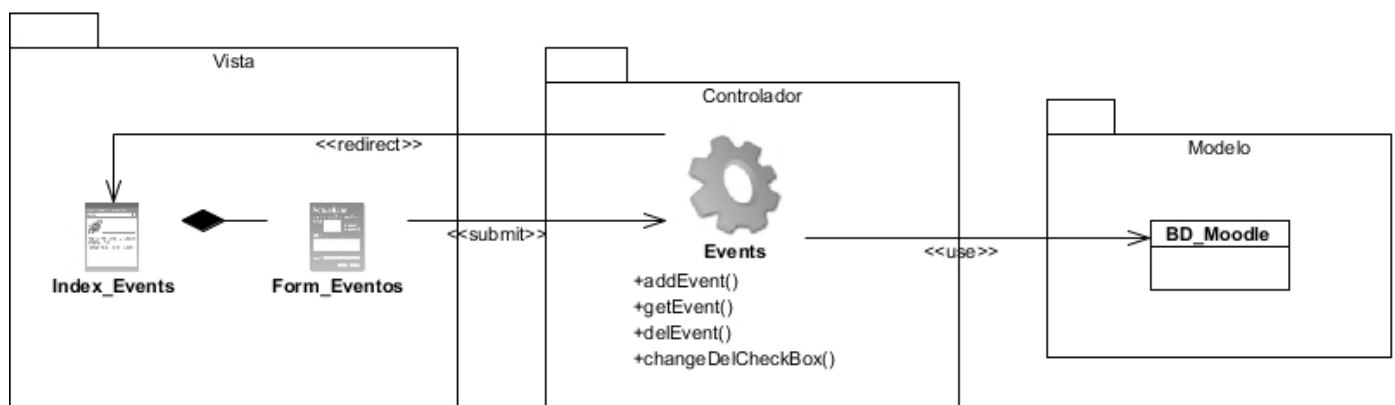 Vista
Controlador
Modelo
<<redirect>>
<<submit>>
<<use>>
Index_Events
Form_Eventos
Events
+addEvent()
+getEvent()
+delEvent()
+changeDelCheckBox()
BD_Moodle